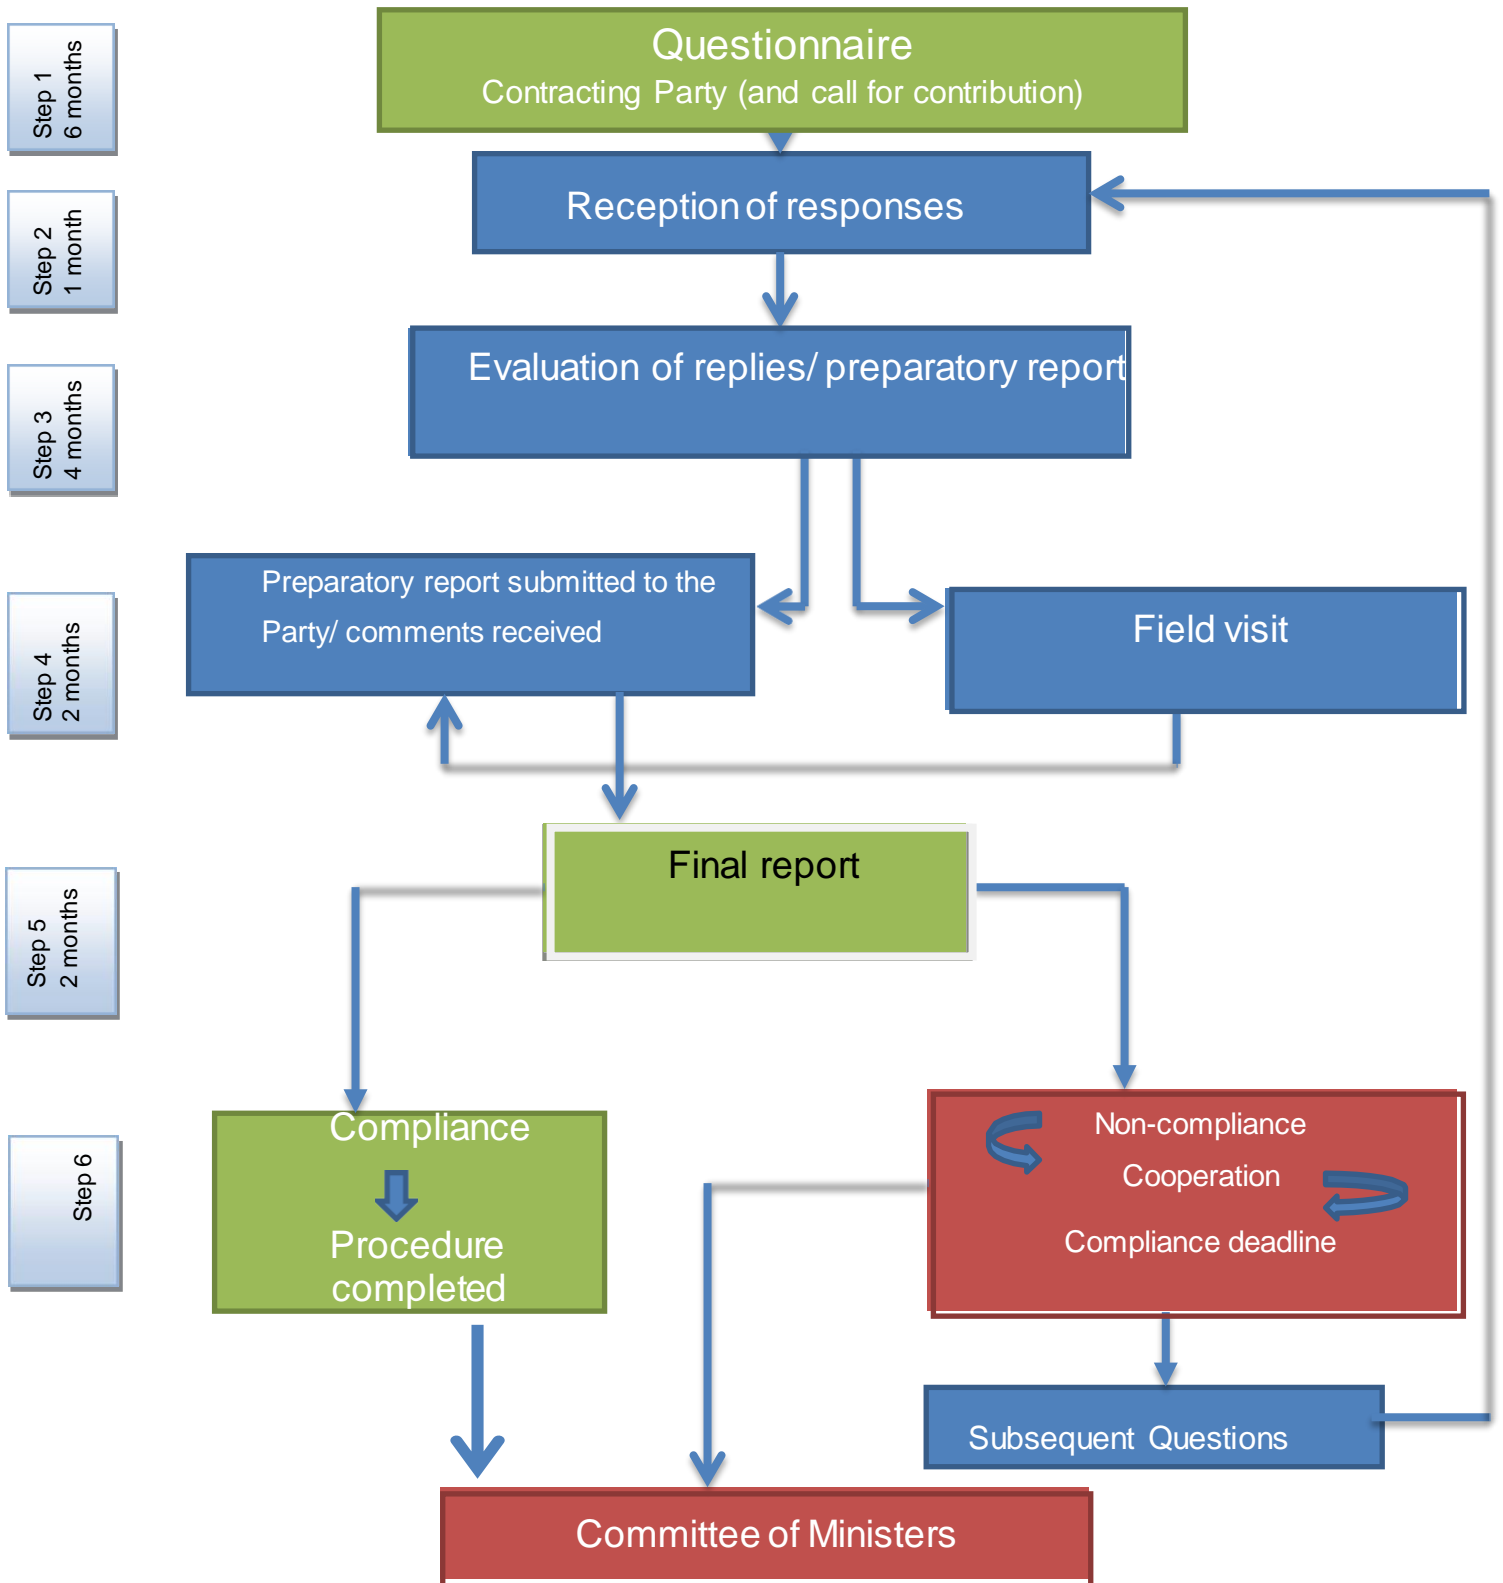 Step 1
6 months
Questionnaire
Contracting Party (and call for contribution)
Step 2
1 month
Reception of responses
Step 3
4 months
Evaluation of replies/ preparatory report
Step 4
2 months
Preparatory report submitted to the
Party/ comments received
Field visit
Step 5
2 months
Final report
Step 6
Compliance
Procedure
completed
Non-compliance
Cooperation
Compliance deadline
Subsequent Questions
Committee of Ministers